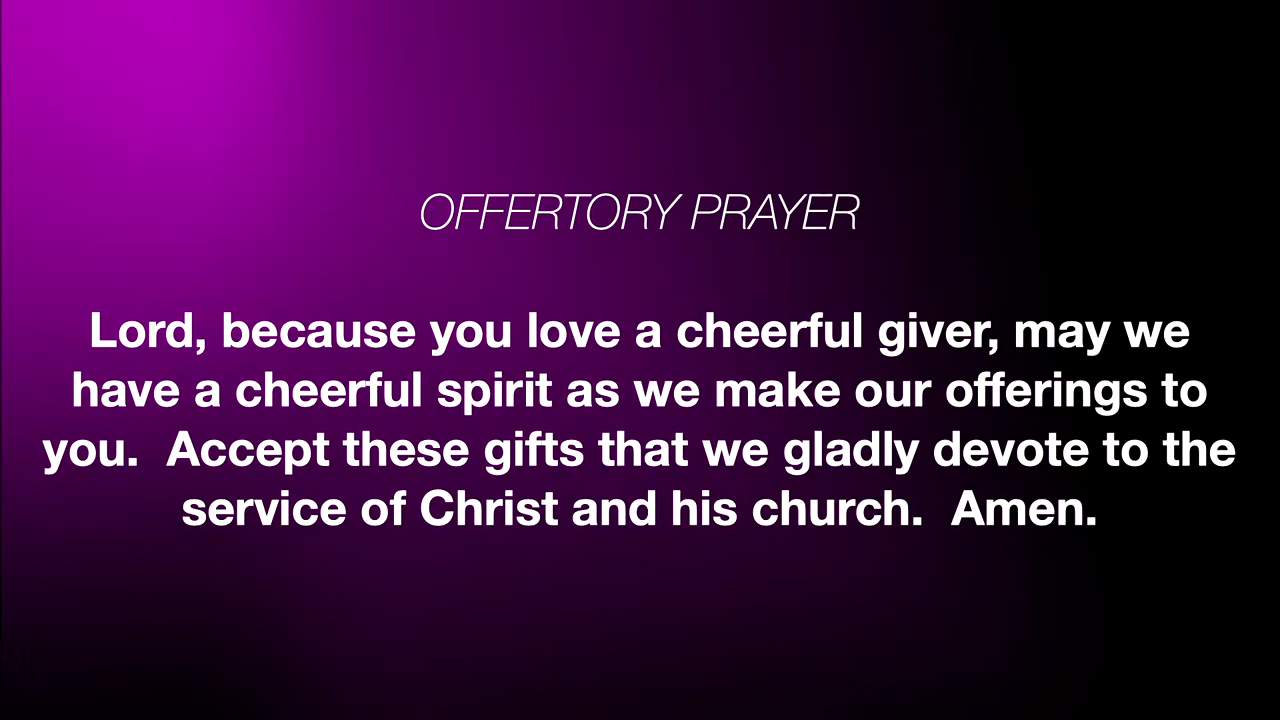 OFFERTORY PRAYER
Lord, because you love a cheerful giver, may we
have a cheerful spirit as we make our offerings to
you.  Accept these gifts that we gladly devote to the
service of Christ and his church.  Amen.